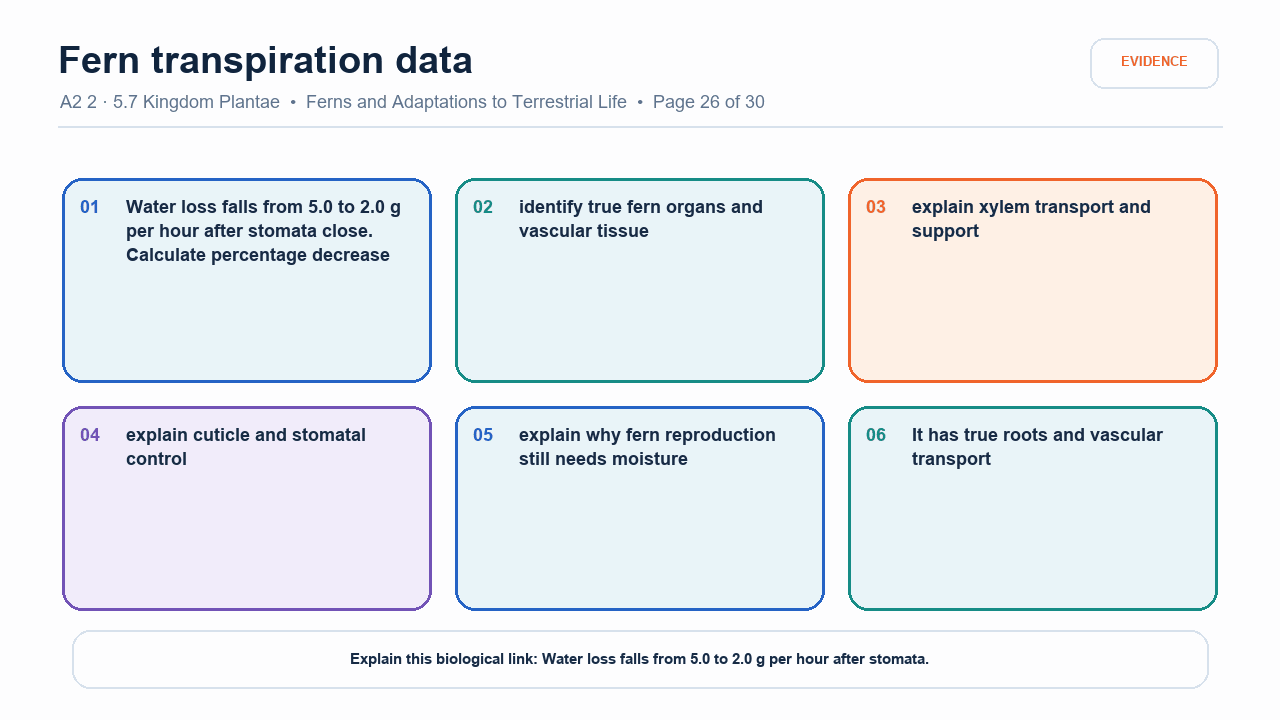 Fern transpiration data
EVIDENCE
A2 2 · 5.7 Kingdom Plantae • Ferns and Adaptations to Terrestrial Life • Page 26 of 30
01 Water loss falls from 5.0 to 2.0 g
per hour after stomata close.
Calculate percentage decrease
02 identify true fern organs and
vascular tissue
03 explain xylem transport and
support
04 explain cuticle and stomatal
control
05 explain why fern reproduction
still needs moisture
06 It has true roots and vascular
transport
Explain this biological link: Water loss falls from 5.0 to 2.0 g per hour after stomata.